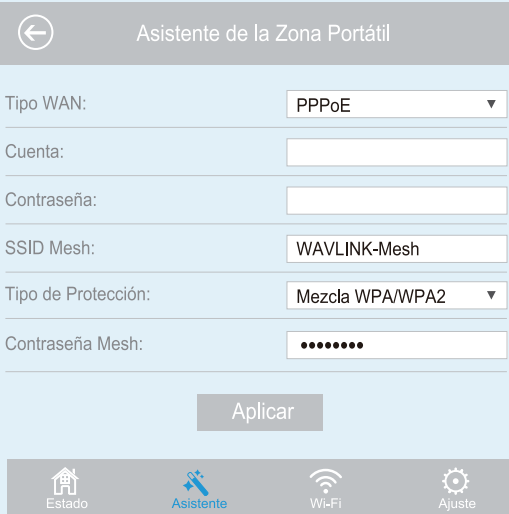 Asistente de la Zona Portátil
Tipo WAN: PPPoE
Cuenta:
Contraseña:
SSID Mesh: WAVLINK-Mesh
Tipo de Protección: Mezcla WPA/WPA2
Contraseña Mesh: ••••••••
Aplicar
Estado Asistente Wi-Fi Ajuste